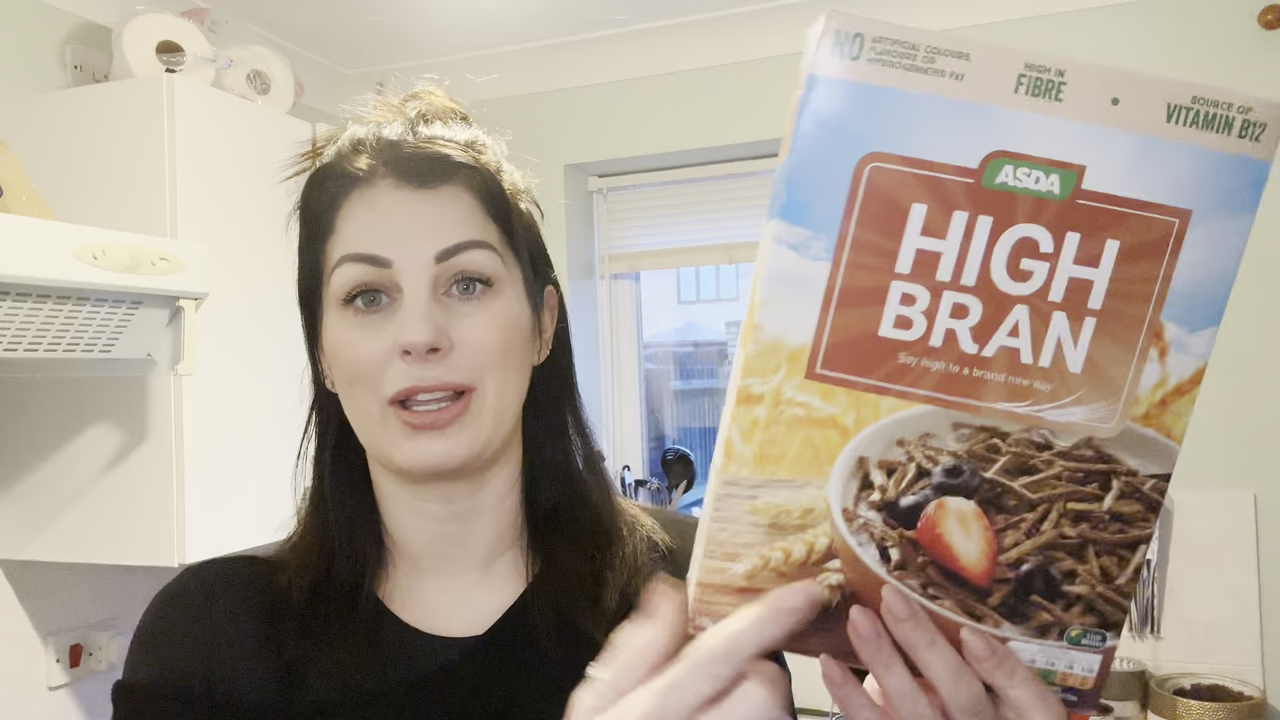 NO ARTIFICIAL COLOURS,
FLAVOURS OR
HYDROGENATED FAT
HIGH IN
FIBRE
SOURCE OF
VITAMIN B12
ASDA
HIGH
BRAN
Say high to a brand new day